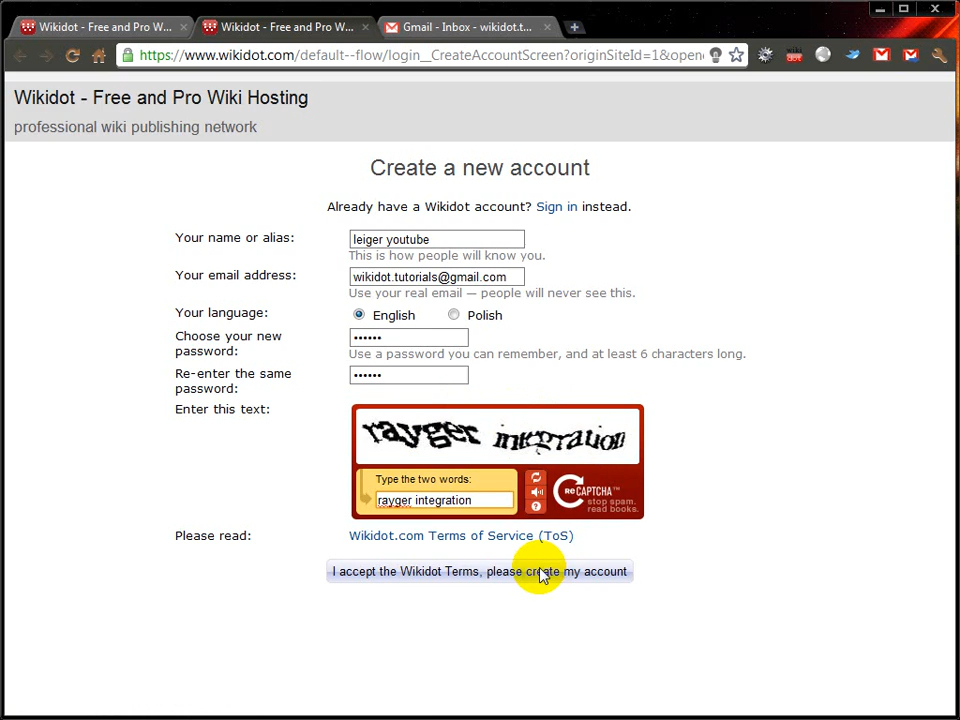 Wikidot - Free and Pro W...
Wikidot - Free and Pro W...
Gmail - Inbox - wikidot.t...
https://www.wikidot.com/default--flow/login__CreateAccountScreen?originSiteId=1&open
Wikidot - Free and Pro Wiki Hosting
professional wiki publishing network
Create a new account
Already have a Wikidot account? Sign in instead.
Your name or alias:
leiger youtube
This is how people will know you.
Your email address:
wikidot.tutorials@gmail.com
Use your real email — people will never see this.
Your language:
English
Polish
Choose your new
password:
••••••
Use a password you can remember, and at least 6 characters long.
Re-enter the same
password:
••••••
Enter this text:
rayger integration
Type the two words:
rayger integration
reCAPTCHA™
stop spam.
read books.
Please read:
Wikidot.com Terms of Service (ToS)
I accept the Wikidot Terms, please create my account